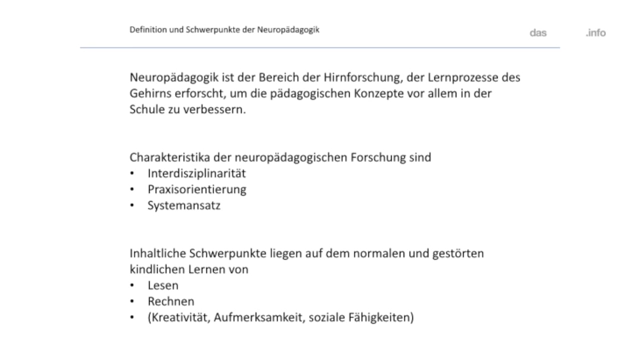 Definition und Schwerpunkte der Neuropädagogik
das .info
Neuropädagogik ist der Bereich der Hirnforschung, der Lernprozesse des
Gehirns erforscht, um die pädagogischen Konzepte vor allem in der
Schule zu verbessern.
Charakteristika der neuropädagogischen Forschung sind
• Interdisziplinarität
• Praxisorientierung
• Systemansatz
Inhaltliche Schwerpunkte liegen auf dem normalen und gestörten
kindlichen Lernen von
• Lesen
• Rechnen
• (Kreativität, Aufmerksamkeit, soziale Fähigkeiten)